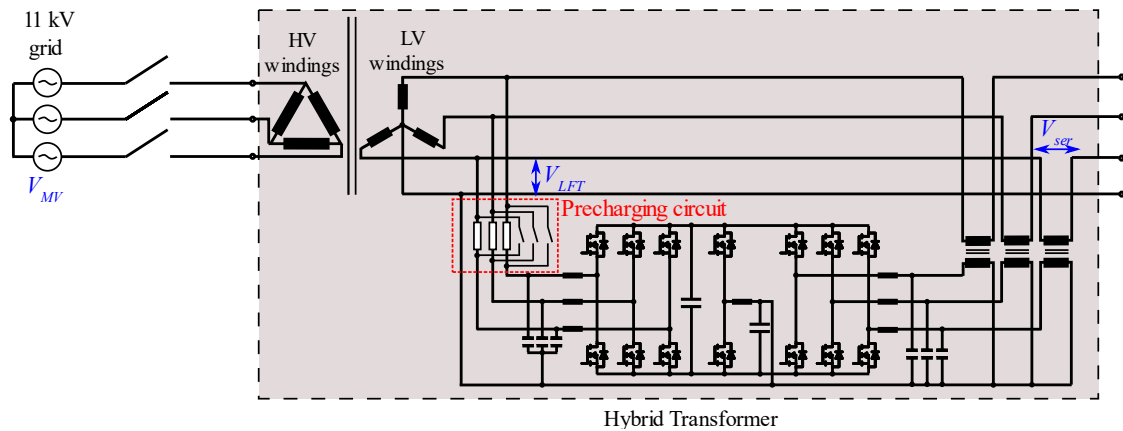 11 kV
grid
HV
windings
LV
windings
V_MV
V_LFT
V_ser
Precharging circuit
Hybrid Transformer